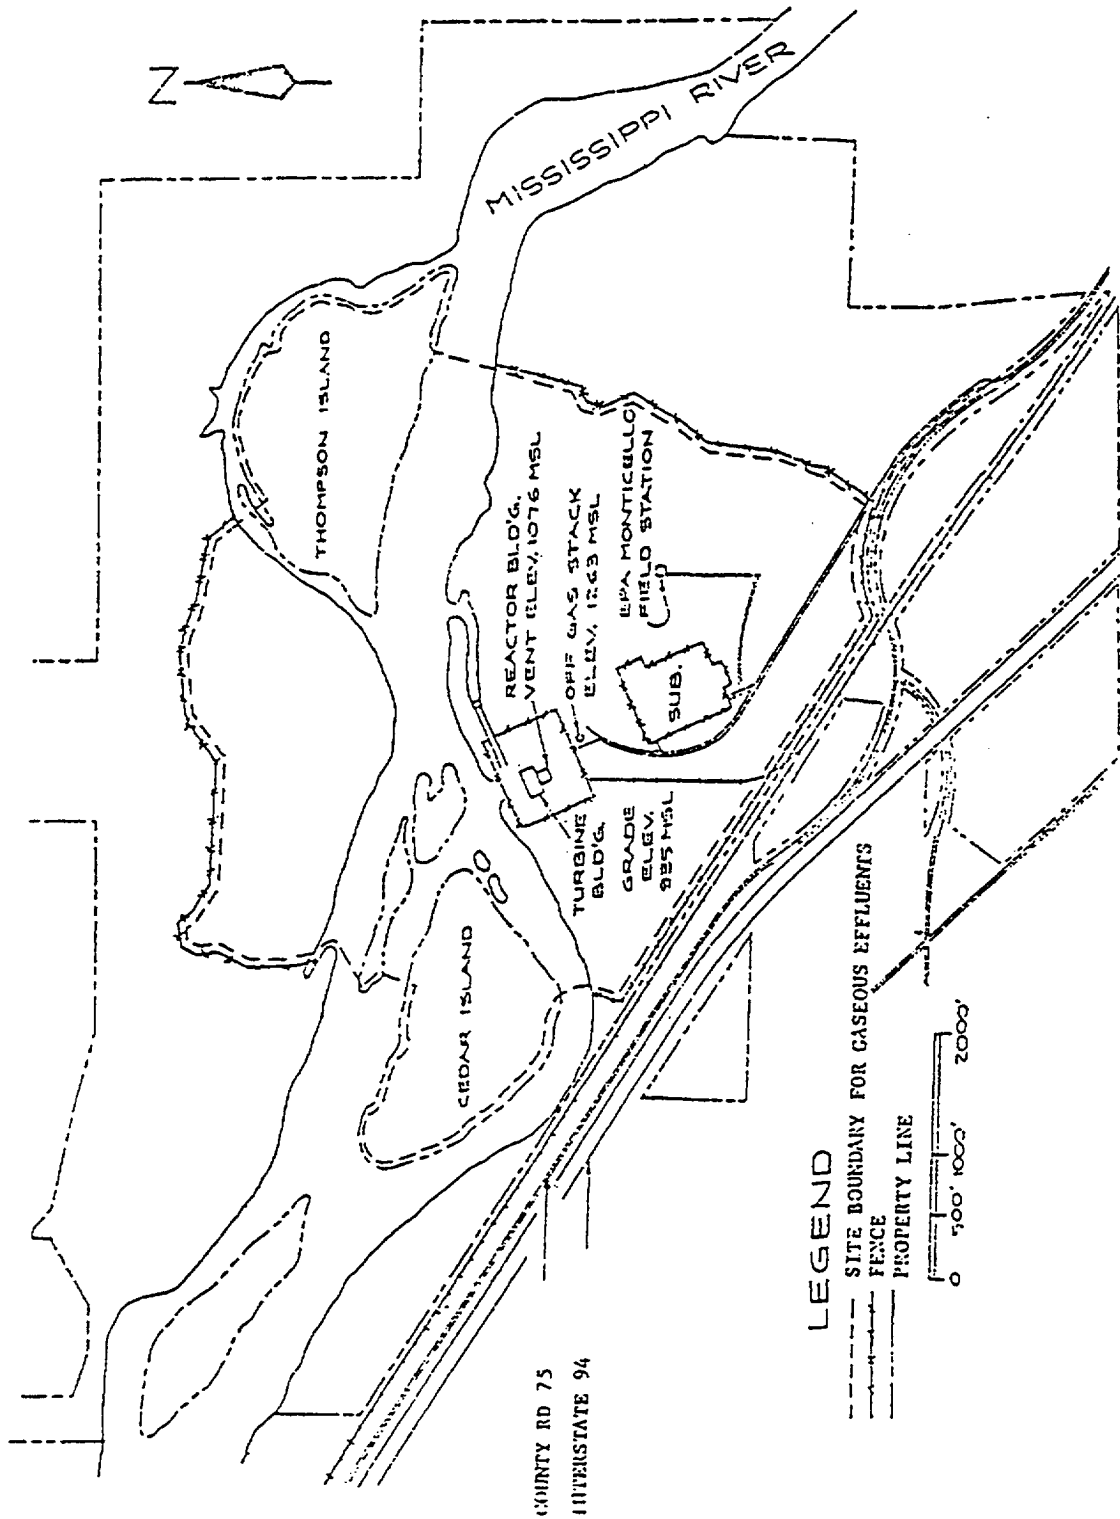 N
MISSISSIPPI RIVER
THOMPSON ISLAND
REACTOR BLD'G.
VENT ELEV. 1076 MSL
OFF GAS STACK
ELEV. 1263 MSL
EPA MONTICELLO
FIELD STATION
SUB.
TURBINE
BLD'G.
GRADE
ELEV.
935 MSL
CEDAR ISLAND
COUNTY RD 75
INTERSTATE 94
LEGEND
SITE BOUNDARY FOR GASEOUS EFFLUENTS
FENCE
PROPERTY LINE
0 500' 1000' 2000'